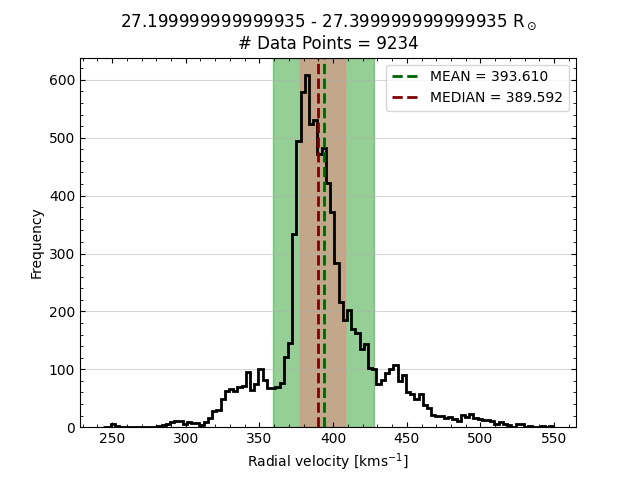 27.199999999999935 - 27.399999999999935 R⊙
# Data Points = 9234
MEAN = 393.610
MEDIAN = 389.592
600
500
400
300
200
100
0
Frequency
250 300 350 400 450 500 550
Radial velocity [kms⁻¹]